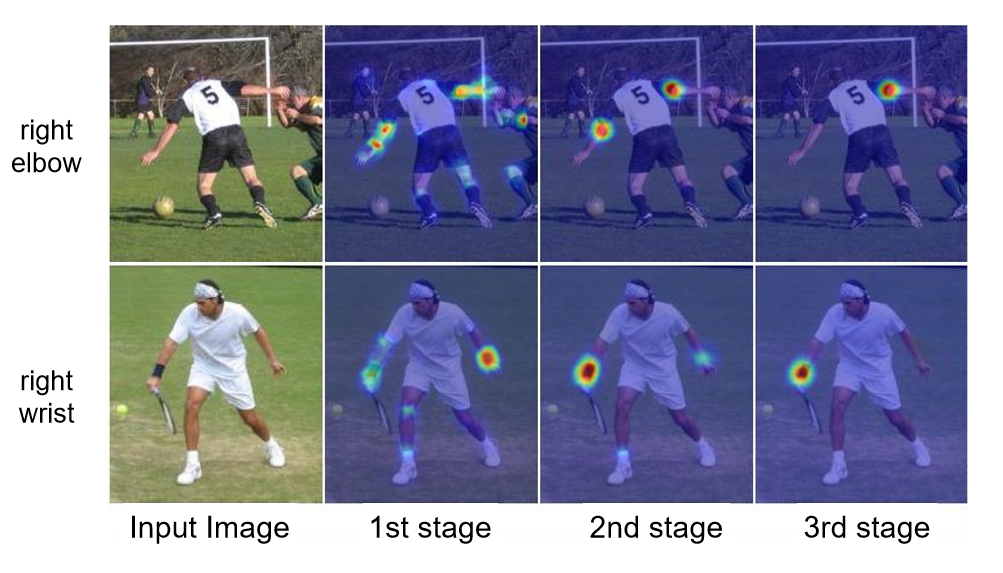 right
elbow
5
5
5
5
right
wrist
Input Image
1st stage
2nd stage
3rd stage